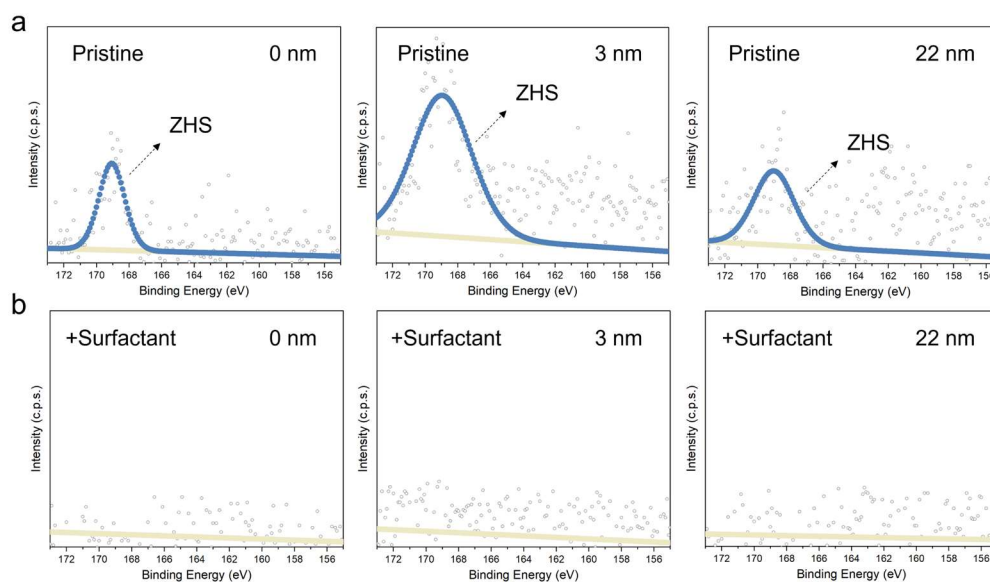 a
Pristine 0 nm
ZHS
Intensity (c.p.s.)
172 170 168 166 164 162 160 158 156
Binding Energy (eV)
Pristine 3 nm
ZHS
Intensity (c.p.s.)
172 170 168 166 164 162 160 158 156
Binding Energy (eV)
Pristine 22 nm
ZHS
Intensity (c.p.s.)
172 170 168 166 164 162 160 158 156
Binding Energy (eV)
b
+Surfactant 0 nm
Intensity (c.p.s.)
172 170 168 166 164 162 160 158 156
Binding Energy (eV)
+Surfactant 3 nm
Intensity (c.p.s.)
172 170 168 166 164 162 160 158 156
Binding Energy (eV)
+Surfactant 22 nm
Intensity (c.p.s.)
172 170 168 166 164 162 160 158 156
Binding Energy (eV)